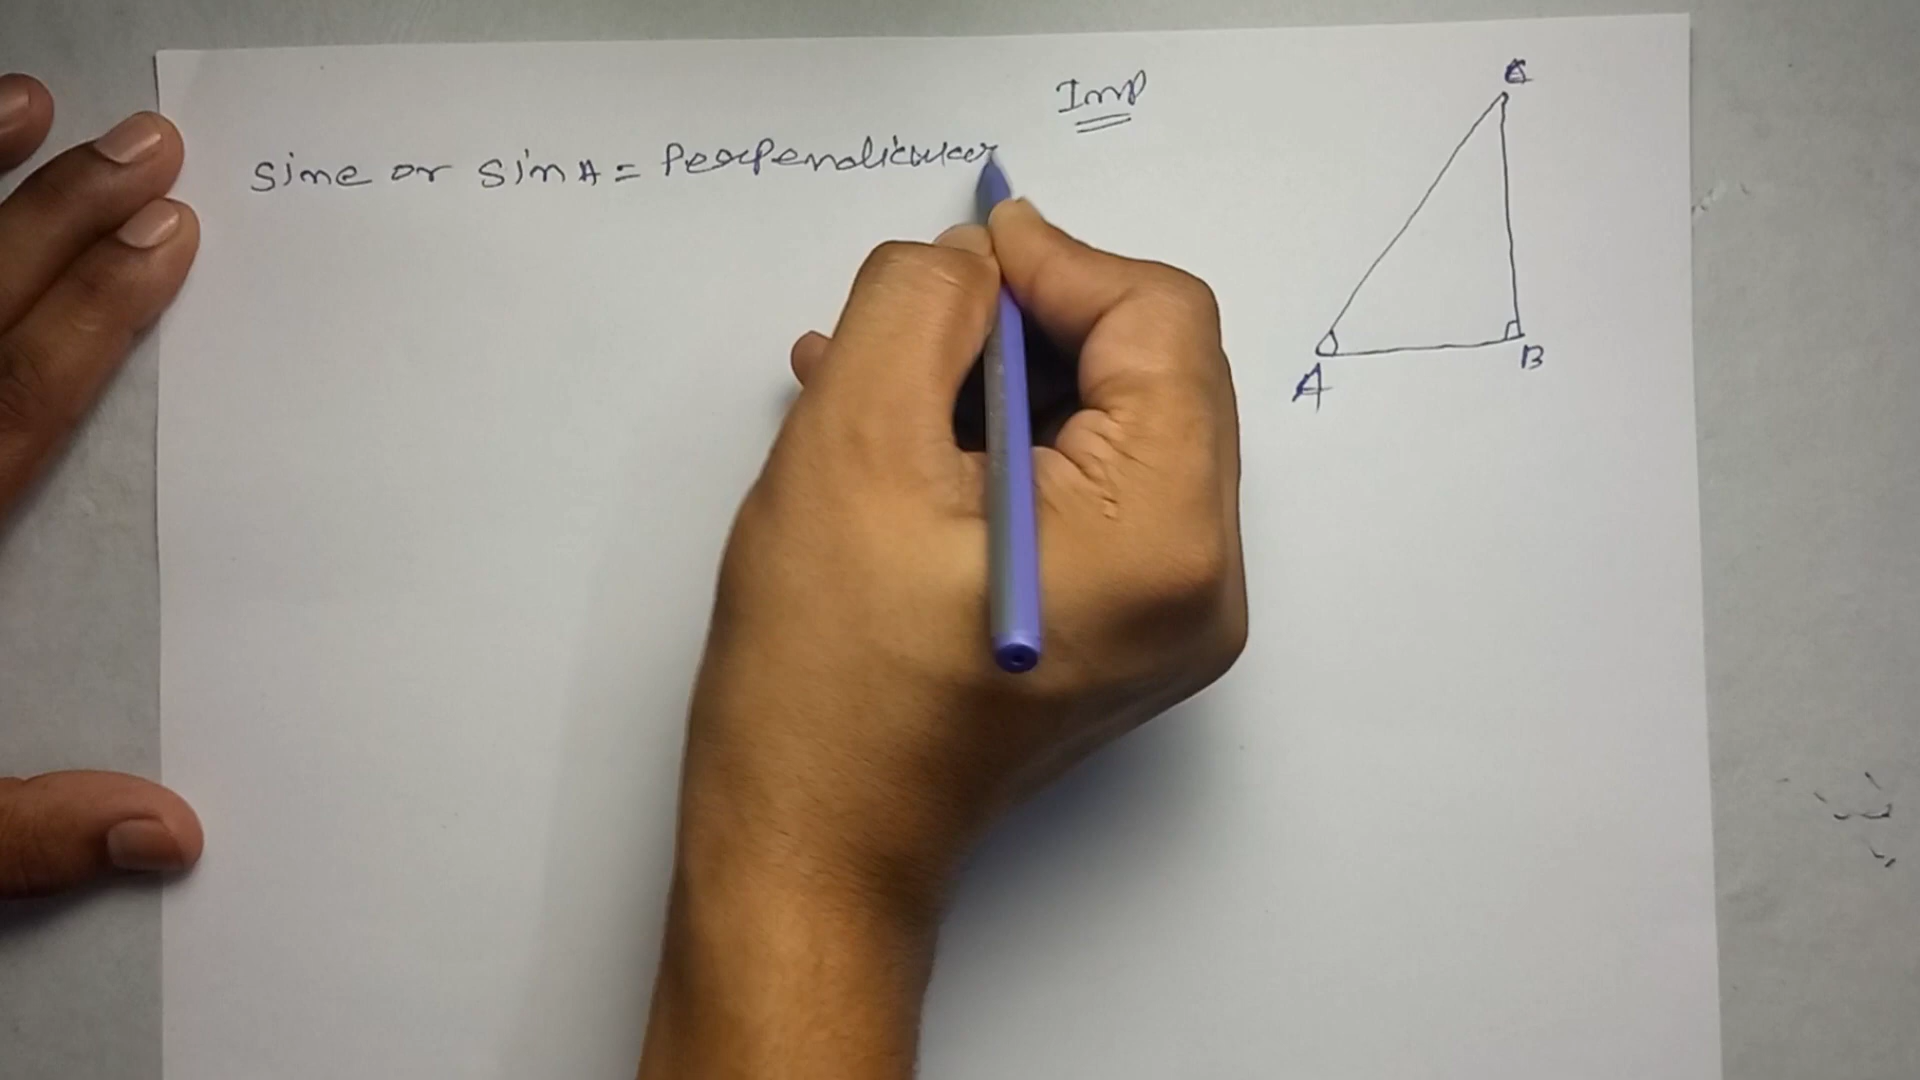 Imp
Sine or Sin A = Perpendicular
C
A
B